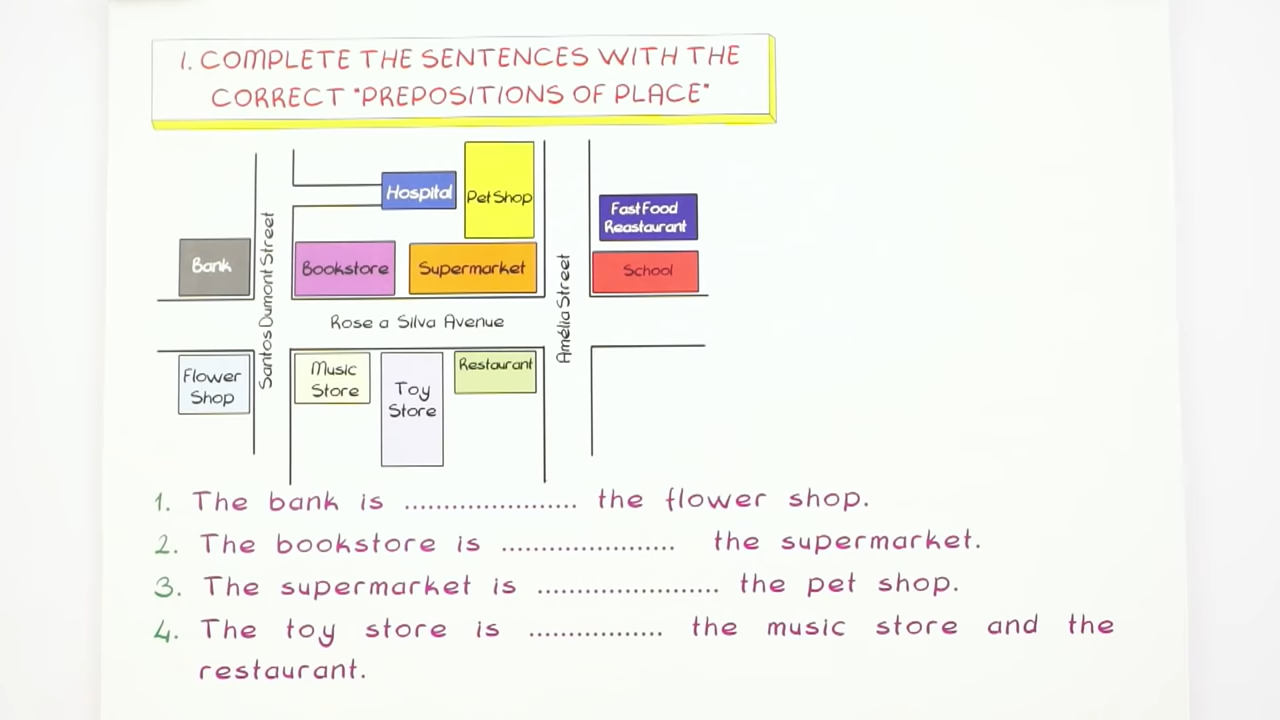 1. COMPLETE THE SENTENCES WITH THE
CORRECT "PREPOSITIONS OF PLACE"
Hospital
Pet Shop
Fast Food
Reastaurant
Bank
Santos Dumont Street
Bookstore
Supermarket
Amélia Street
School
Rose a Silva Avenue
Flower
Shop
Music
Store
Toy
Store
Restaurant
1. The bank is ...................... the flower shop.
2. The bookstore is ...................... the supermarket.
3. The supermarket is ....................... the pet shop.
4. The toy store is ................. the music store and the
restaurant.